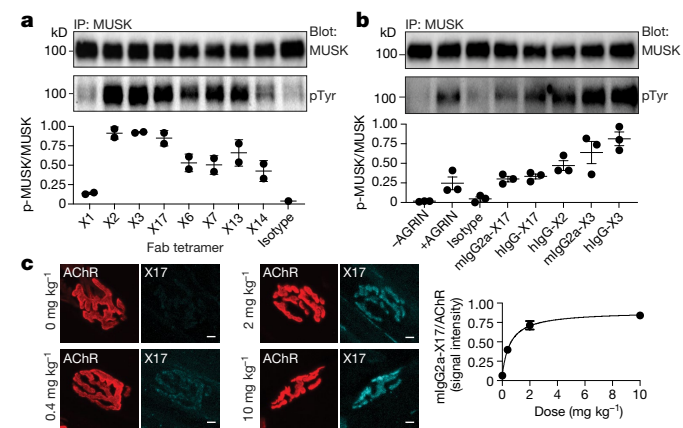 a
IP: MUSK
kD
Blot:
100
MUSK
100
pTyr
p-MUSK/MUSK
1.00
0.75
0.50
0.25
0
X1
X2
X3
X17
X6
X7
X13
X14
Isotype
Fab tetramer
b
IP: MUSK
kD
Blot:
100
MUSK
100
pTyr
p-MUSK/MUSK
1.00
0.75
0.50
0.25
0
–AGRIN
+AGRIN
Isotype
mIgG2a-X17
hIgG-X17
hIgG-X2
mIgG2a-X3
hIgG-X3
c
0 mg kg⁻¹
AChR
X17
2 mg kg⁻¹
AChR
X17
0.4 mg kg⁻¹
AChR
X17
10 mg kg⁻¹
AChR
X17
mIgG2a-X17/AChR
(signal intensity)
1.00
0.75
0.50
0.25
0
0
2
4
6
8
10
Dose (mg kg⁻¹)